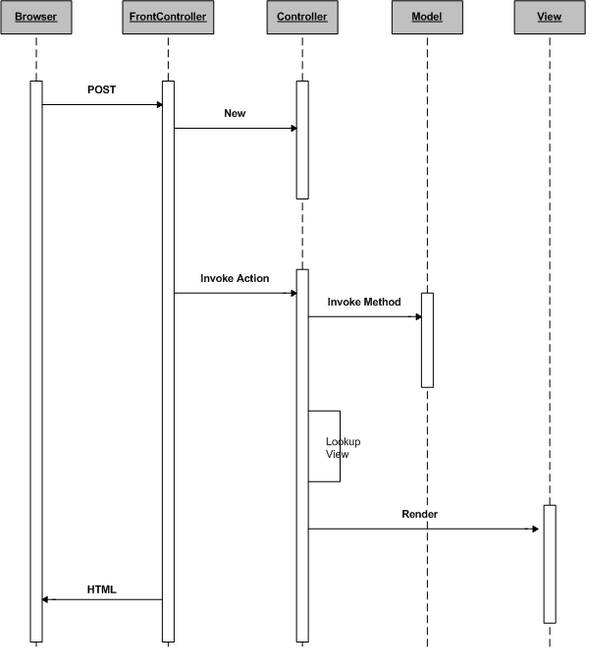 Browser
FrontController
Controller
Model
View
POST
New
Invoke Action
Invoke Method
Lookup
View
Render
HTML